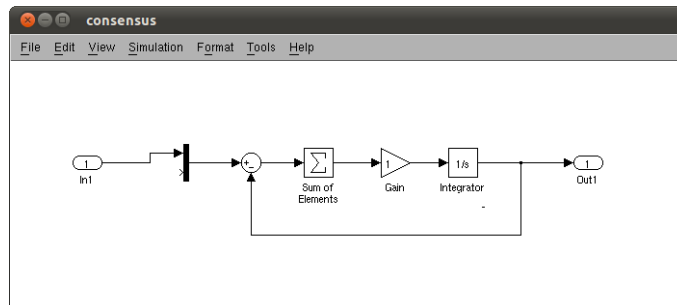 consensus
File Edit View Simulation Format Tools Help
1
In1
+
-
Σ
Sum of
Elements
1
Gain
1/s
Integrator
-
1
Out1